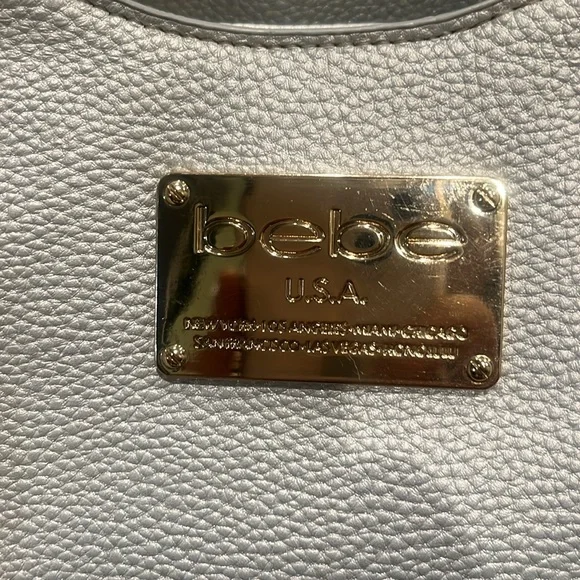 bebe
U.S.A.
NEW YORK•LOS ANGELES•MIAMI•CHICAGO
SAN FRANCISCO•LAS VEGAS•HONOLULU